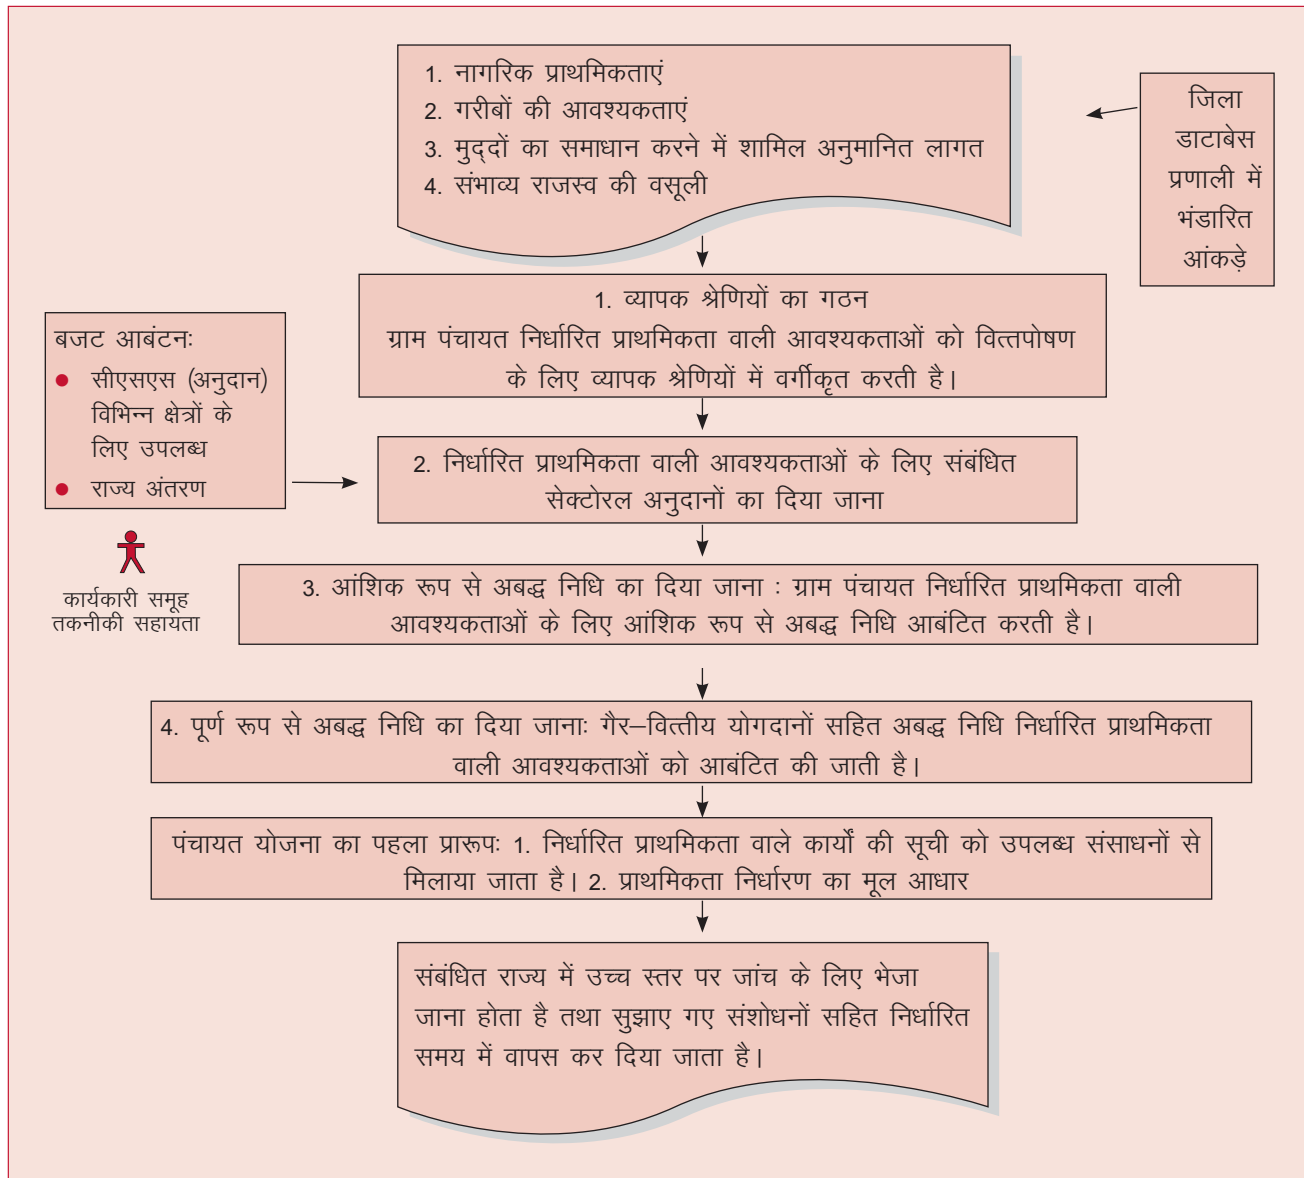 1. नागरिक प्राथमिकताएं
2. गरीबों की आवश्यकताएं
3. मुद्दों का समाधान करने में शामिल अनुमानित लागत
4. संभाव्य राजस्व की वसूली
जिला
डाटाबेस
प्रणाली में
भंडारित
आंकड़े
1. व्यापक श्रेणियों का गठन
ग्राम पंचायत निर्धारित प्राथमिकता वाली आवश्यकताओं को वित्तपोषण
के लिए व्यापक श्रेणियों में वर्गीकृत करती है।
बजट आबंटनः
● सीएसएस (अनुदान)
विभिन्न क्षेत्रों के
लिए उपलब्ध
● राज्य अंतरण
2. निर्धारित प्राथमिकता वाली आवश्यकताओं के लिए संबंधित
सेक्टोरल अनुदानों का दिया जाना
कार्यकारी समूह
तकनीकी सहायता
3. आंशिक रूप से अबद्ध निधि का दिया जाना : ग्राम पंचायत निर्धारित प्राथमिकता वाली
आवश्यकताओं के लिए आंशिक रूप से अबद्ध निधि आबंटित करती है।
4. पूर्ण रूप से अबद्ध निधि का दिया जानाः गैर–वित्तीय योगदानों सहित अबद्ध निधि निर्धारित प्राथमिकता
वाली आवश्यकताओं को आबंटित की जाती है।
पंचायत योजना का पहला प्रारूपः 1. निर्धारित प्राथमिकता वाले कार्यों की सूची को उपलब्ध संसाधनों से
मिलाया जाता है। 2. प्राथमिकता निर्धारण का मूल आधार
संबंधित राज्य में उच्च स्तर पर जांच के लिए भेजा
जाना होता है तथा सुझाए गए संशोधनों सहित निर्धारित
समय में वापस कर दिया जाता है।